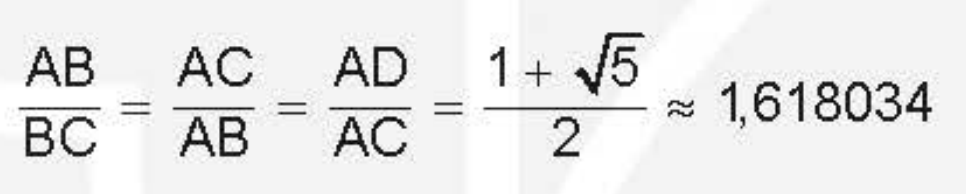 AB/BC = AC/AB = AD/AC = (1 + √5)/2 ≈ 1,618034